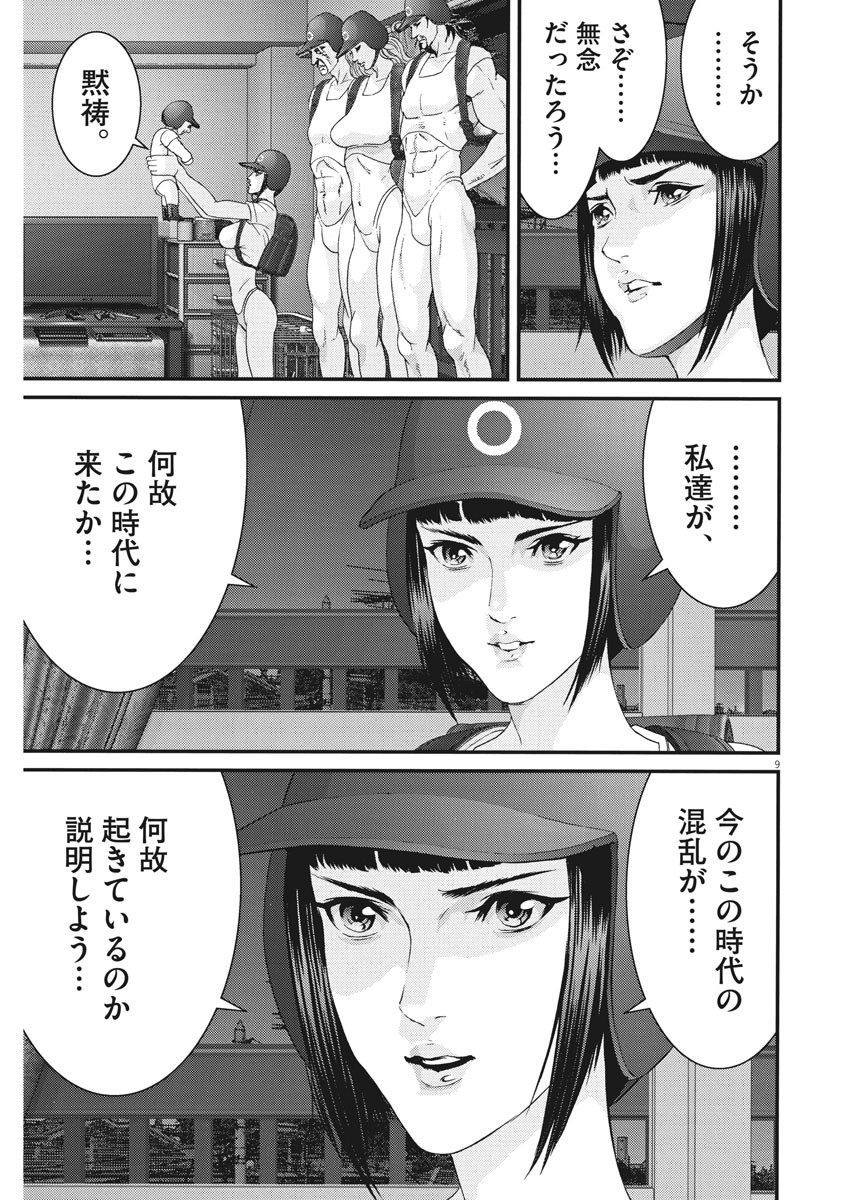 そうか
………
さぞ……
無念
だったろう…
黙祷。
………
私達が、
何故
この時代に
来たか…
9
今のこの時代の
混乱が……
何故
起きているのか
説明しよう…